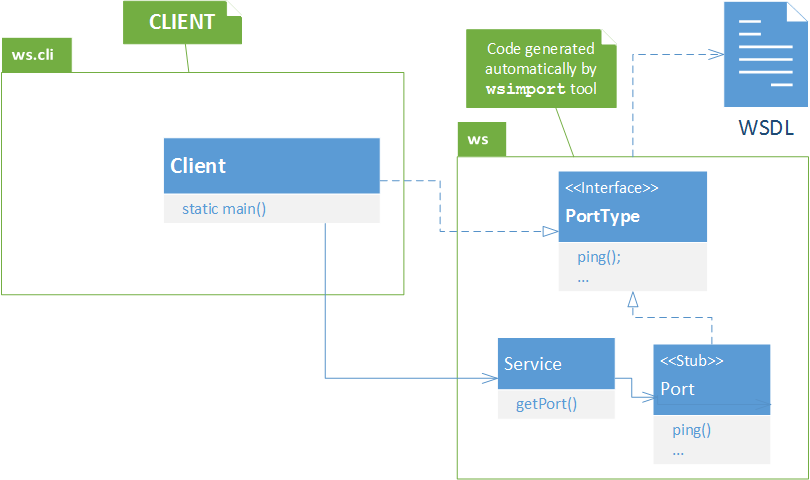 CLIENT
ws.cli
Code generated
automatically by
wsimport tool
WSDL
ws
Client
static main()
<<Interface>>
PortType
ping();
...
Service
getPort()
<<Stub>>
Port
ping()
...